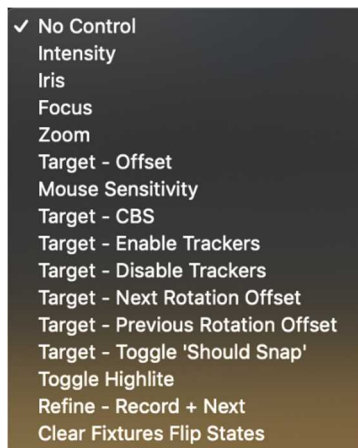 ✓ No Control
Intensity
Iris
Focus
Zoom
Target - Offset
Mouse Sensitivity
Target - CBS
Target - Enable Trackers
Target - Disable Trackers
Target - Next Rotation Offset
Target - Previous Rotation Offset
Target - Toggle 'Should Snap'
Toggle Highlite
Refine - Record + Next
Clear Fixtures Flip States